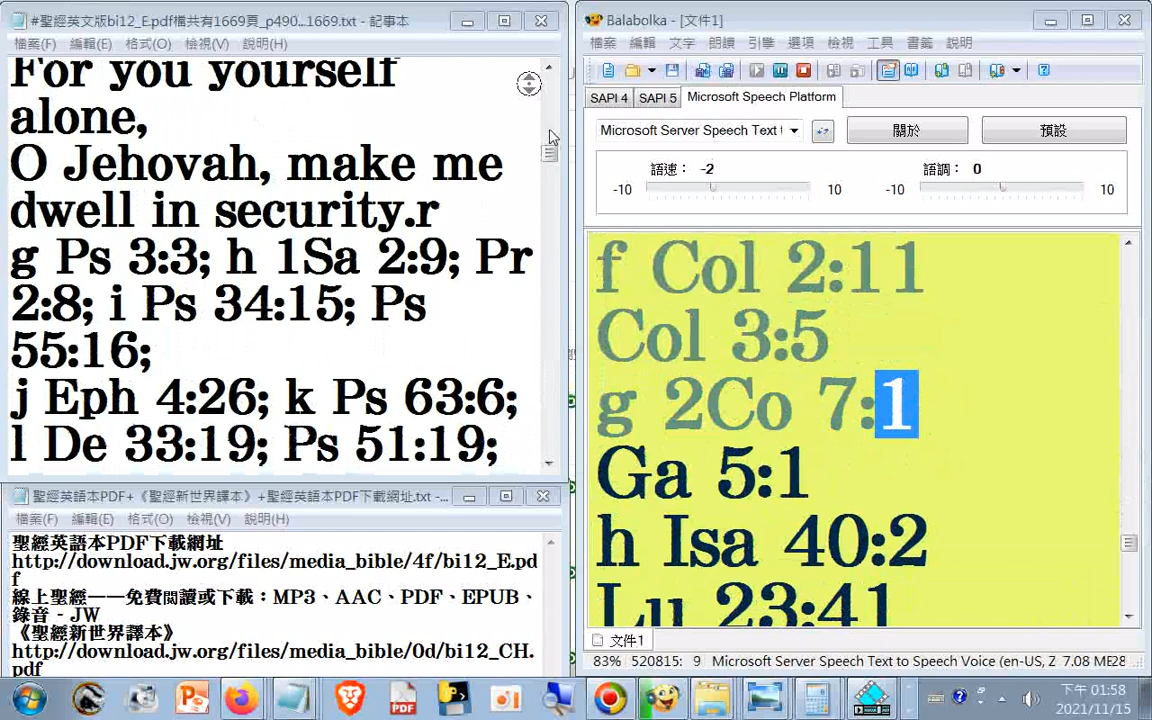 #聖經英文版bi12_E.pdf檔共有1669頁_p490...1669.txt - 記事本
檔案(F) 編輯(E) 格式(O) 檢視(V) 說明(H)
For you yourself
alone,
O Jehovah, make me
dwell in security.r
g Ps 3:3; h 1Sa 2:9; Pr
2:8; i Ps 34:15; Ps
55:16;
j Eph 4:26; k Ps 63:6;
l De 33:19; Ps 51:19;
聖經英語本PDF+《聖經新世界譯本》+聖經英語本PDF下載網址.txt - ...
檔案(F) 編輯(E) 格式(O) 檢視(V) 說明(H)
聖經英語本PDF下載網址
http://download.jw.org/files/media_bible/4f/bi12_E.pd
f
線上聖經——免費閱讀或下載：MP3、AAC、PDF、EPUB、
錄音 - JW
《聖經新世界譯本》
http://download.jw.org/files/media_bible/0d/bi12_CH.
pdf
Balabolka - [文件1]
檔案 編輯 文字 朗讀 引擎 選項 檢視 工具 書籤 說明
SAPI 4 SAPI 5 Microsoft Speech Platform
Microsoft Server Speech Text t 關於 預設
語速： -2 語調： 0
-10 10 -10 10
f Col 2:11
Col 3:5
g 2Co 7:1
Ga 5:1
h Isa 40:2
Lu 23:41
文件1
83% 520815: 9 Microsoft Server Speech Text to Speech Voice (en-US, Z 7.08 ME28
下午 01:58
2021/11/15